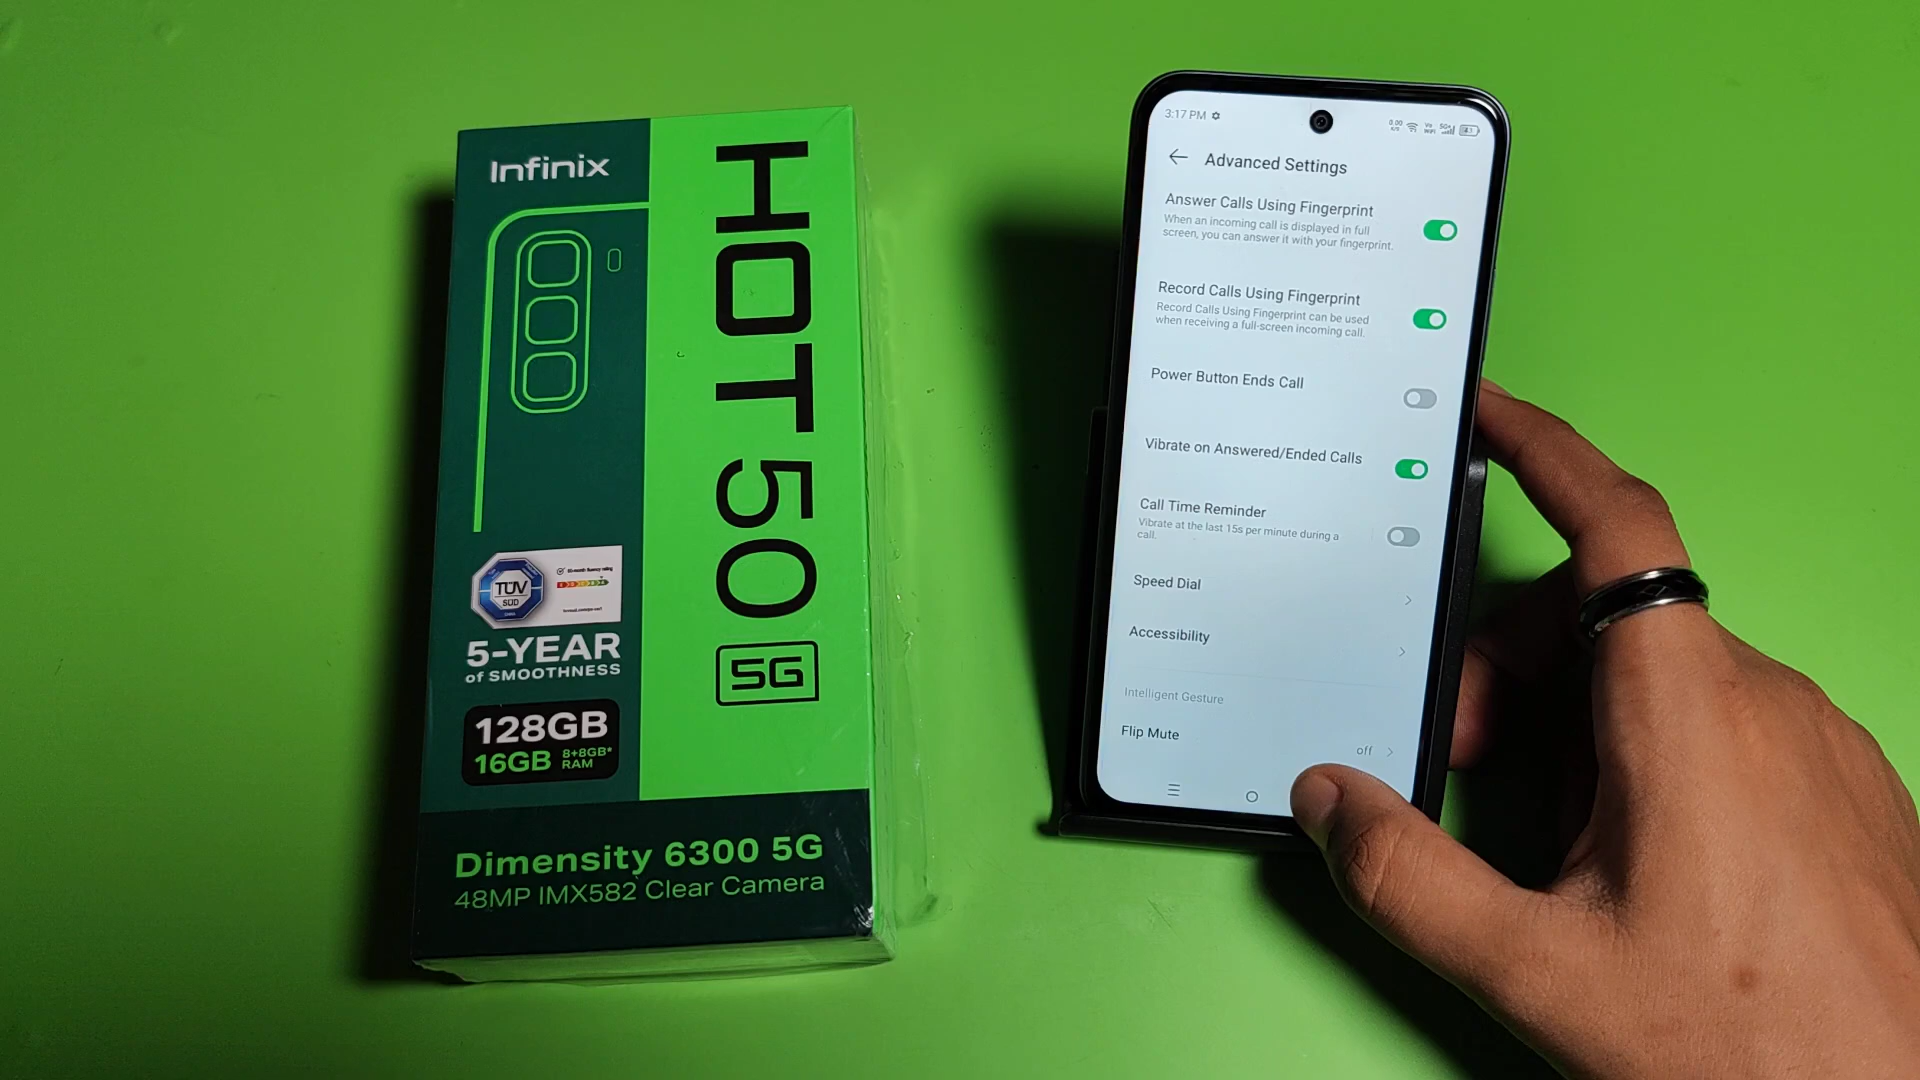 Infinix
HOT 50
5G
TÜV
SÜD
5-YEAR
of SMOOTHNESS
128GB
16GB 8+8GB*
RAM
Dimensity 6300 5G
48MP IMX582 Clear Camera
3:17 PM
Advanced Settings
Answer Calls Using Fingerprint
When an incoming call is displayed in full
screen, you can answer it with your fingerprint.
Record Calls Using Fingerprint
Record Calls Using Fingerprint can be used
when receiving a full-screen incoming call.
Power Button Ends Call
Vibrate on Answered/Ended Calls
Call Time Reminder
Vibrate at the last 15s per minute during a
call.
Speed Dial
Accessibility
Intelligent Gesture
Flip Mute
off